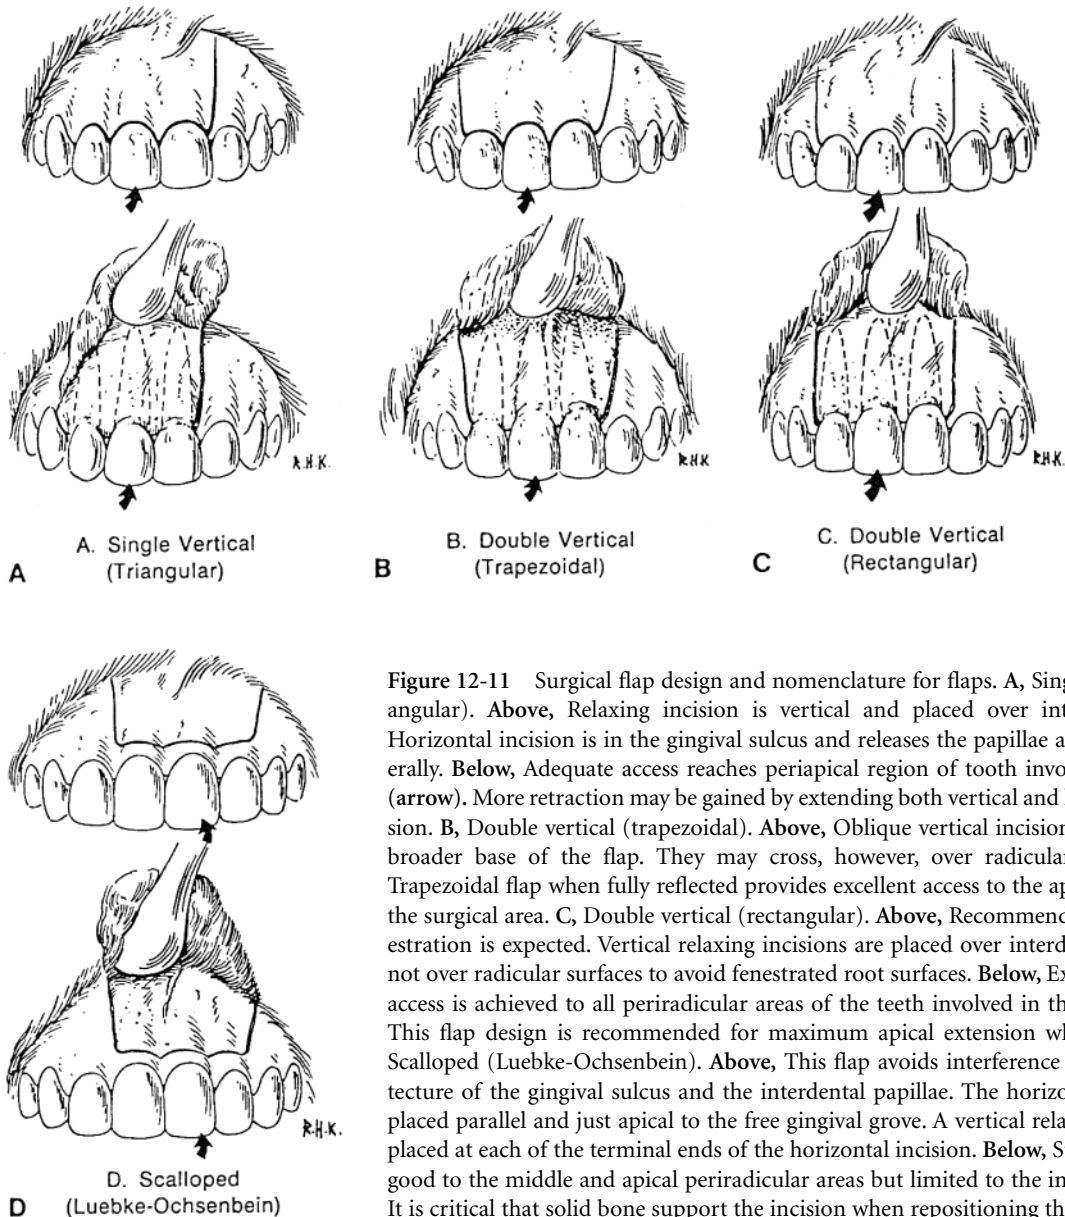 R.H.K.
R.H.K
R.H.K.
A. Single Vertical
(Triangular)
A
B. Double Vertical
(Trapezoidal)
B
C. Double Vertical
(Rectangular)
C
R.H.K.
D. Scalloped
(Luebke-Ochsenbein)
D
Figure 12-11 Surgical flap design and nomenclature for flaps. A, Sing
angular). Above, Relaxing incision is vertical and placed over int
Horizontal incision is in the gingival sulcus and releases the papillae a
erally. Below, Adequate access reaches periapical region of tooth invo
(arrow). More retraction may be gained by extending both vertical and
sion. B, Double vertical (trapezoidal). Above, Oblique vertical incision
broader base of the flap. They may cross, however, over radicular
Trapezoidal flap when fully reflected provides excellent access to the ap
the surgical area. C, Double vertical (rectangular). Above, Recommend
estration is expected. Vertical relaxing incisions are placed over interd
not over radicular surfaces to avoid fenestrated root surfaces. Below, Ex
access is achieved to all periradicular areas of the teeth involved in th
This flap design is recommended for maximum apical extension wh
Scalloped (Luebke-Ochsenbein). Above, This flap avoids interference
tecture of the gingival sulcus and the interdental papillae. The horizo
placed parallel and just apical to the free gingival grove. A vertical rela
placed at each of the terminal ends of the horizontal incision. Below, S
good to the middle and apical periradicular areas but limited to the in
It is critical that solid bone support the incision when repositioning th